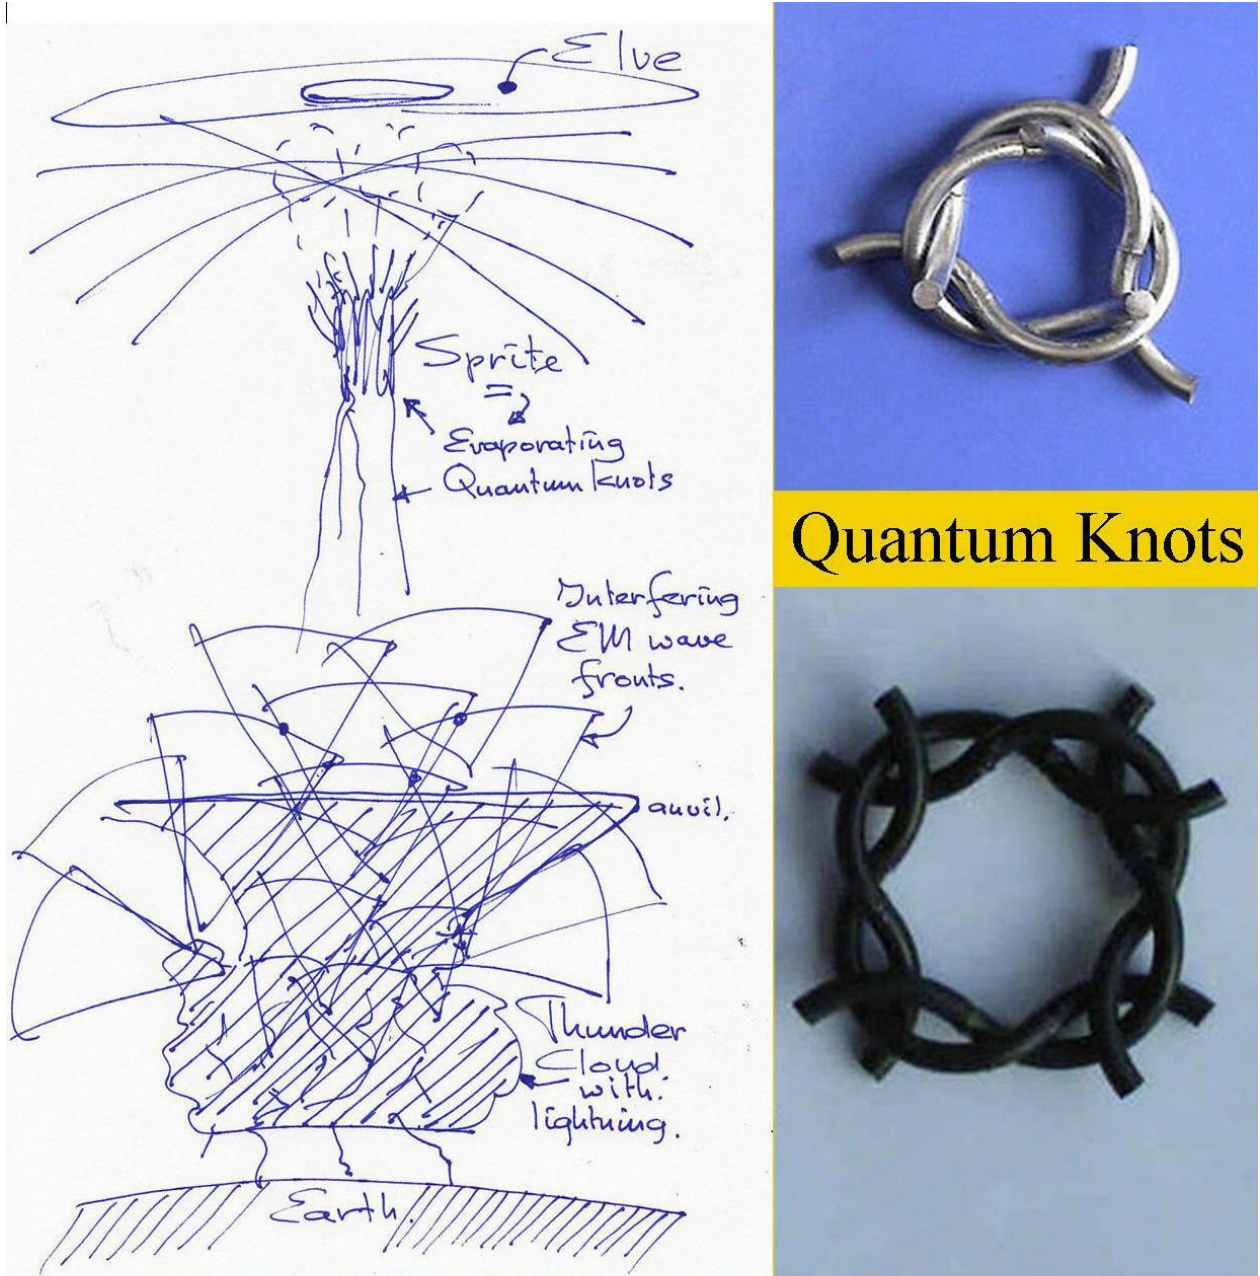 Elve
Sprite
=
Evaporating
Quantum knots
Interfering
EM wave
fronts.
anvil.
Thunder
Cloud
with
lightning.
Earth.
Quantum Knots